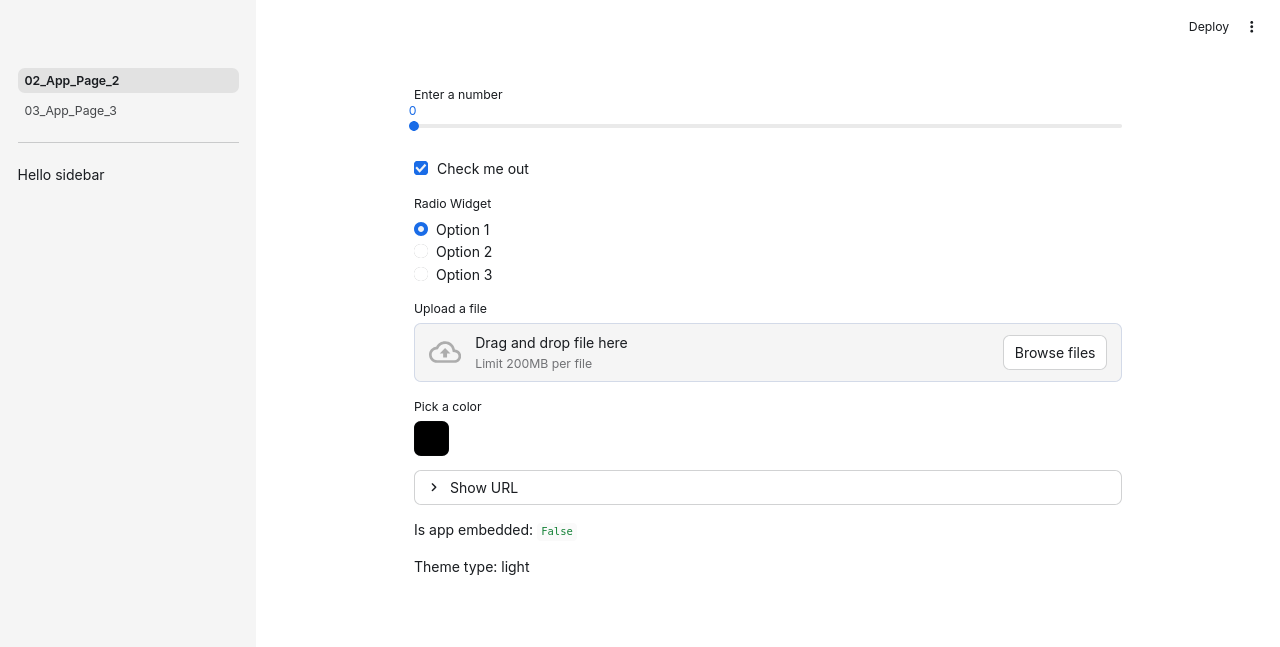 Deploy
02_App_Page_2
03_App_Page_3
Hello sidebar
Enter a number
0
Check me out
Radio Widget
Option 1
Option 2
Option 3
Upload a file
Drag and drop file here
Limit 200MB per file
Browse files
Pick a color
Show URL
Is app embedded: False
Theme type: light